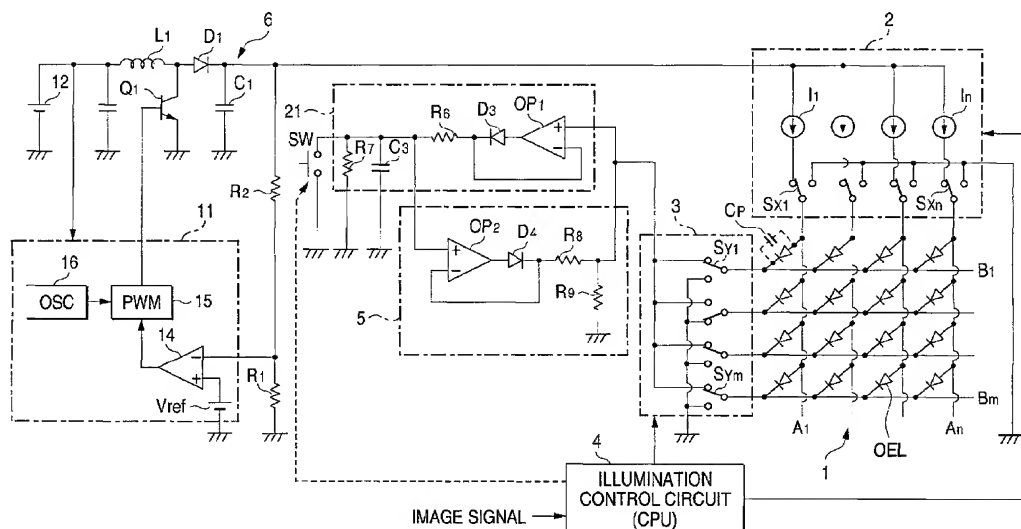 L1
D1
6
2
12
Q1
C1
21
SW
R6
D3
OP1
R7
C3
I1
In
SX1
SXn
R2
11
16
OSC
PWM
15
14
R1
Vref
OP2
D4
R8
R9
5
3
CP
SY1
SYm
B1
Bm
A1
An
1
OEL
4
ILLUMINATION
CONTROL CIRCUIT
(CPU)
IMAGE SIGNAL